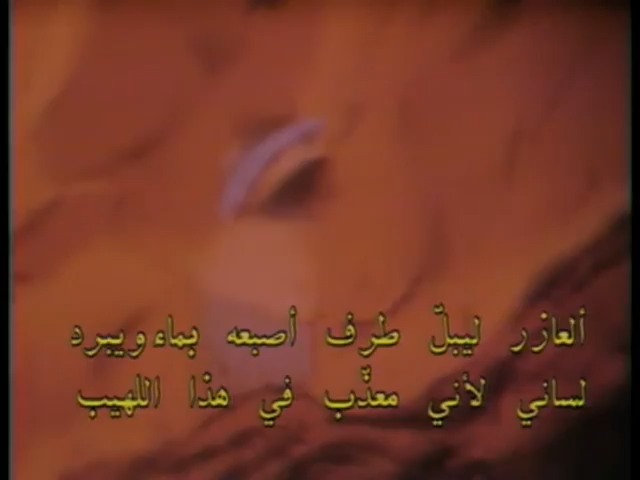 ألعازر ليبلّ طرف أصبعه بماء ويبرد
لساني لأني معذّب في هذا اللهيب